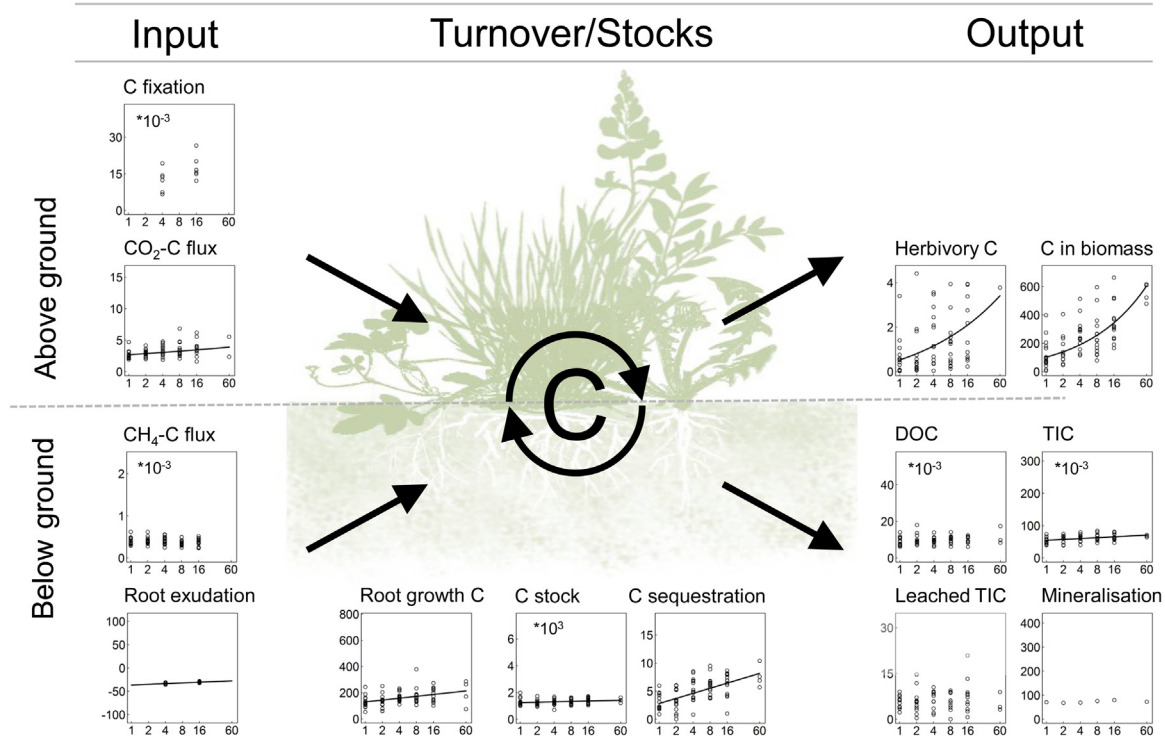 Input
Turnover/Stocks
Output
Above ground
Below ground
C fixation
*10-3
30
15
0
1 2 4 8 16 60
CO2-C flux
15
10
5
0
1 2 4 8 16 60
Herbivory C
4
2
0
1 2 4 8 16 60
C in biomass
600
400
200
0
1 2 4 8 16 60
C
CH4-C flux
*10-3
2
1
0
1 2 4 8 16 60
DOC
*10-3
40
20
0
1 2 4 8 16 60
TIC
*10-3
300
200
100
0
1 2 4 8 16 60
Root exudation
100
50
0
-50
-100
1 2 4 8 16 60
Root growth C
800
600
400
200
0
1 2 4 8 16 60
C stock
*103
6
4
2
0
1 2 4 8 16 60
C sequestration
15
10
5
0
1 2 4 8 16 60
Leached TIC
30
15
0
1 2 4 8 16 60
Mineralisation
400
300
200
100
0
1 2 4 8 16 60